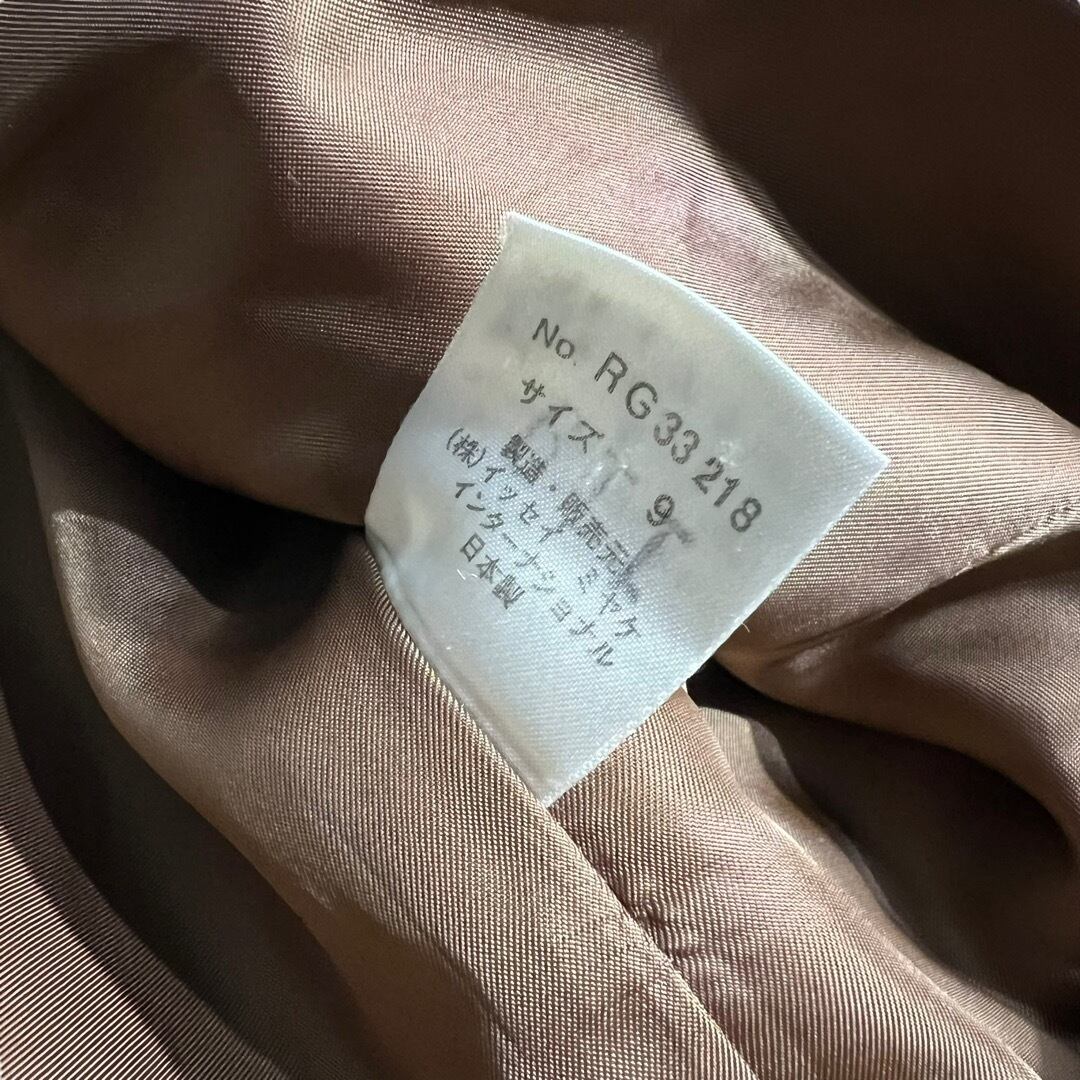 No. RG33218
サイズ 9
製造・販売元
(株)イッセイミヤケ
インターナショナル
日本製